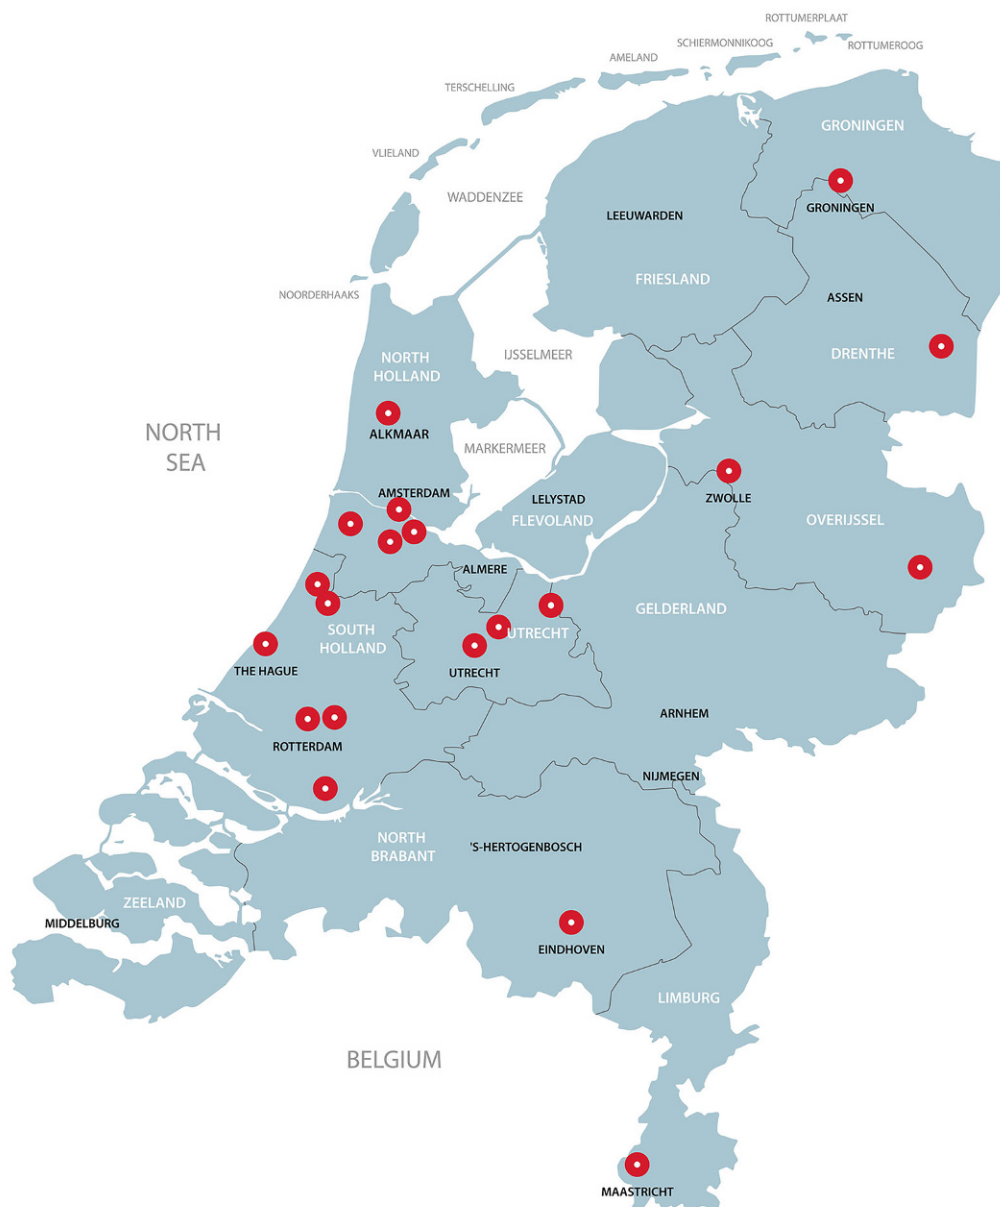 ROTTUMERPLAAT
SCHIERMONNIKOOG
ROTTUMEROOG
AMELAND
TERSCHELLING
GRONINGEN
VLIELAND
WADDENZEE
GRONINGEN
LEEUWARDEN
FRIESLAND
NOORDERHAAKS
ASSEN
NORTH
HOLLAND
IJSSELMEER
DRENTHE
ALKMAAR
NORTH
SEA
MARKERMEER
AMSTERDAM
LELYSTAD
FLEVOLAND
ZWOLLE
OVERIJSSEL
ALMERE
GELDERLAND
SOUTH
HOLLAND
UTRECHT
THE HAGUE
UTRECHT
ARNHEM
ROTTERDAM
NIJMEGEN
NORTH
BRABANT
'S-HERTOGENBOSCH
ZEELAND
MIDDELBURG
EINDHOVEN
LIMBURG
BELGIUM
MAASTRICHT